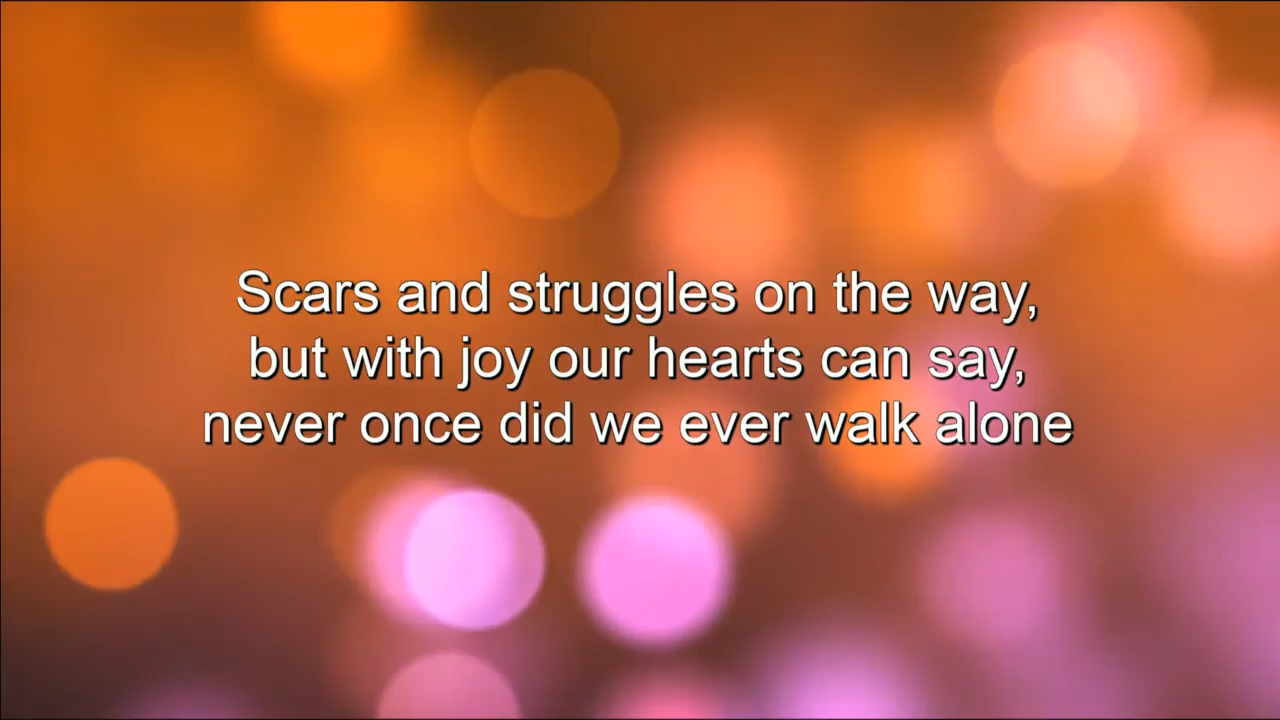 Scars and struggles on the way,
but with joy our hearts can say,
never once did we ever walk alone